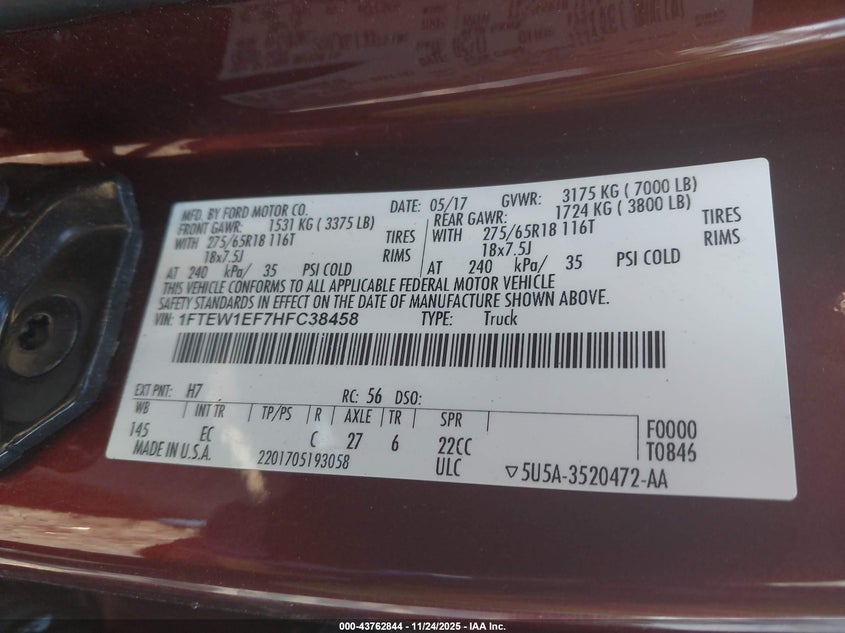 MFD. BY FORD MOTOR CO. DATE: 05/17 GVWR: 3175 KG ( 7000 LB)
FRONT GAWR: 1531 KG ( 3375 LB) REAR GAWR: 1724 KG ( 3800 LB)
WITH 275/65R18 116T TIRES WITH 275/65R18 116T TIRES
18x7.5J RIMS 18x7.5J RIMS
AT 240 kPa/ 35 PSI COLD AT 240 kPa/ 35 PSI COLD
THIS VEHICLE CONFORMS TO ALL APPLICABLE FEDERAL MOTOR VEHICLE
SAFETY STANDARDS IN EFFECT ON THE DATE OF MANUFACTURE SHOWN ABOVE.
VIN: 1FTEW1EF7HFC38458 TYPE: Truck
EXT PNT: H7 RC: 56 DSO:
WB INT TR TP/PS R AXLE TR SPR F0000
145 EC C 27 6 22CC T0846
MADE IN U.S.A. 2201705193058 ULC ▽5U5A-3520472-AA
000-43762844 - 11/24/2025 - IAA Inc.